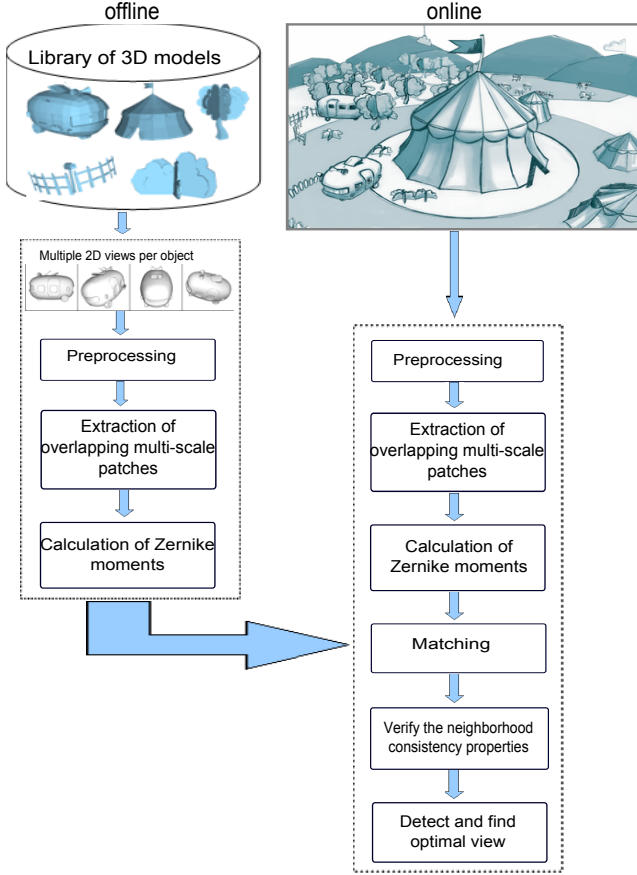 offline
Library of 3D models
Multiple 2D views per object
Preprocessing
Extraction of
overlapping multi-scale
patches
Calculation of Zernike
moments
online
Preprocessing
Extraction of
overlapping multi-scale
patches
Calculation of
Zernike moments
Matching
Verify the neighborhood
consistency properties
Detect and find
optimal view